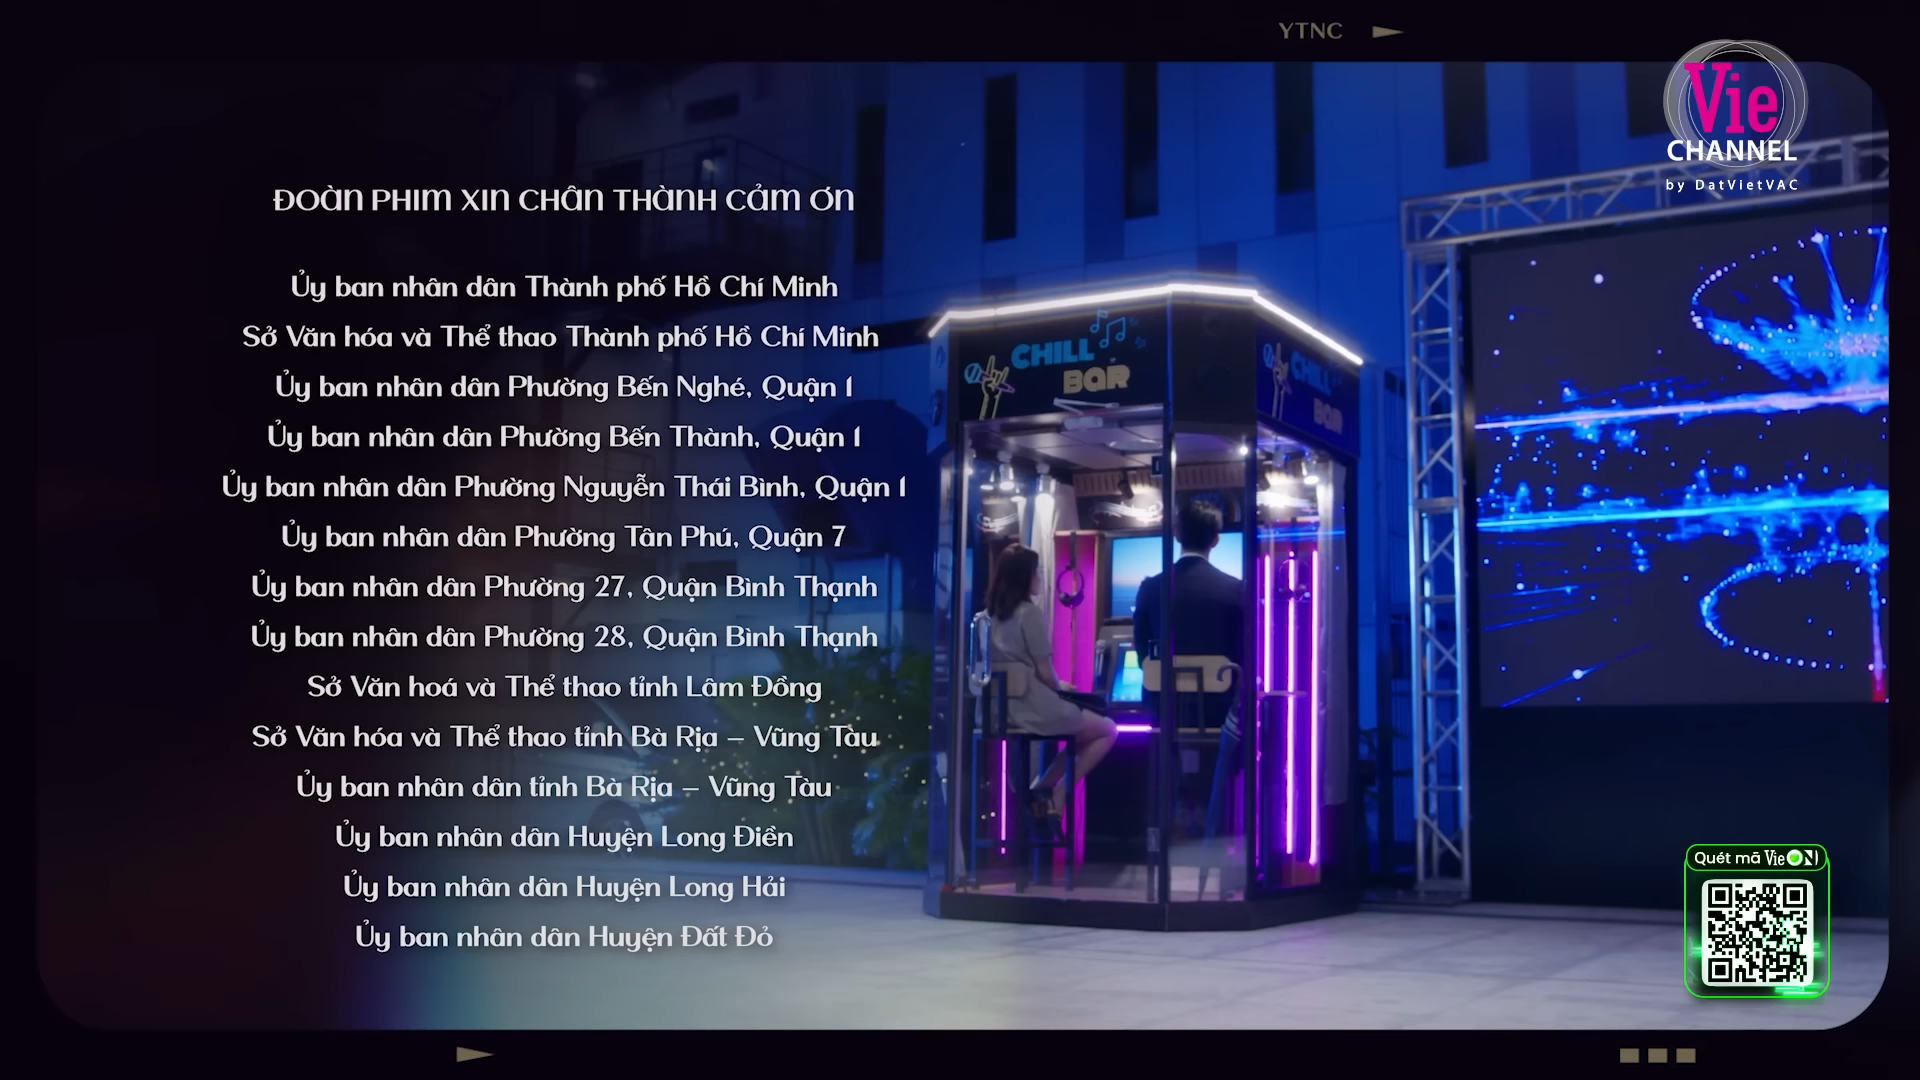 YTNC
Vie
CHANNEL
by DatVietVAC
ĐOÀN PHIM XIN CHÂN THÀNH CẢM ƠN
Ủy ban nhân dân Thành phố Hồ Chí Minh
Sở Văn hóa và Thể thao Thành phố Hồ Chí Minh
Ủy ban nhân dân Phường Bến Nghé, Quận 1
Ủy ban nhân dân Phường Bến Thành, Quận 1
Ủy ban nhân dân Phường Nguyễn Thái Bình, Quận 1
Ủy ban nhân dân Phường Tân Phú, Quận 7
Ủy ban nhân dân Phường 27, Quận Bình Thạnh
Ủy ban nhân dân Phường 28, Quận Bình Thạnh
Sở Văn hoá và Thể thao tỉnh Lâm Đồng
Sở Văn hóa và Thể thao tỉnh Bà Rịa – Vũng Tàu
Ủy ban nhân dân tỉnh Bà Rịa – Vũng Tàu
Ủy ban nhân dân Huyện Long Điền
Ủy ban nhân dân Huyện Long Hải
Ủy ban nhân dân Huyện Đất Đỏ
CHILL
BAR
CHILL
BAR
Quét mã VieON